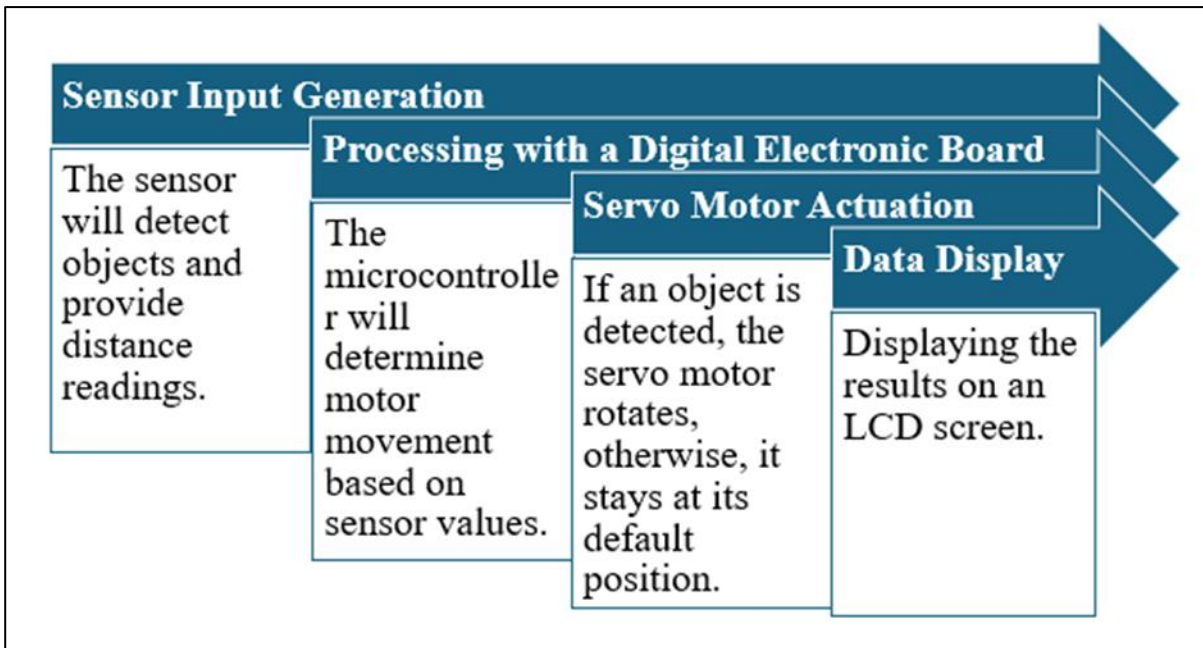 Sensor Input Generation
The sensor
will detect
objects and
provide
distance
readings.
Processing with a Digital Electronic Board
The
microcontrolle
r will
determine
motor
movement
based on
sensor values.
Servo Motor Actuation
If an object is
detected, the
servo motor
rotates,
otherwise, it
stays at its
default
position.
Data Display
Displaying the
results on an
LCD screen.